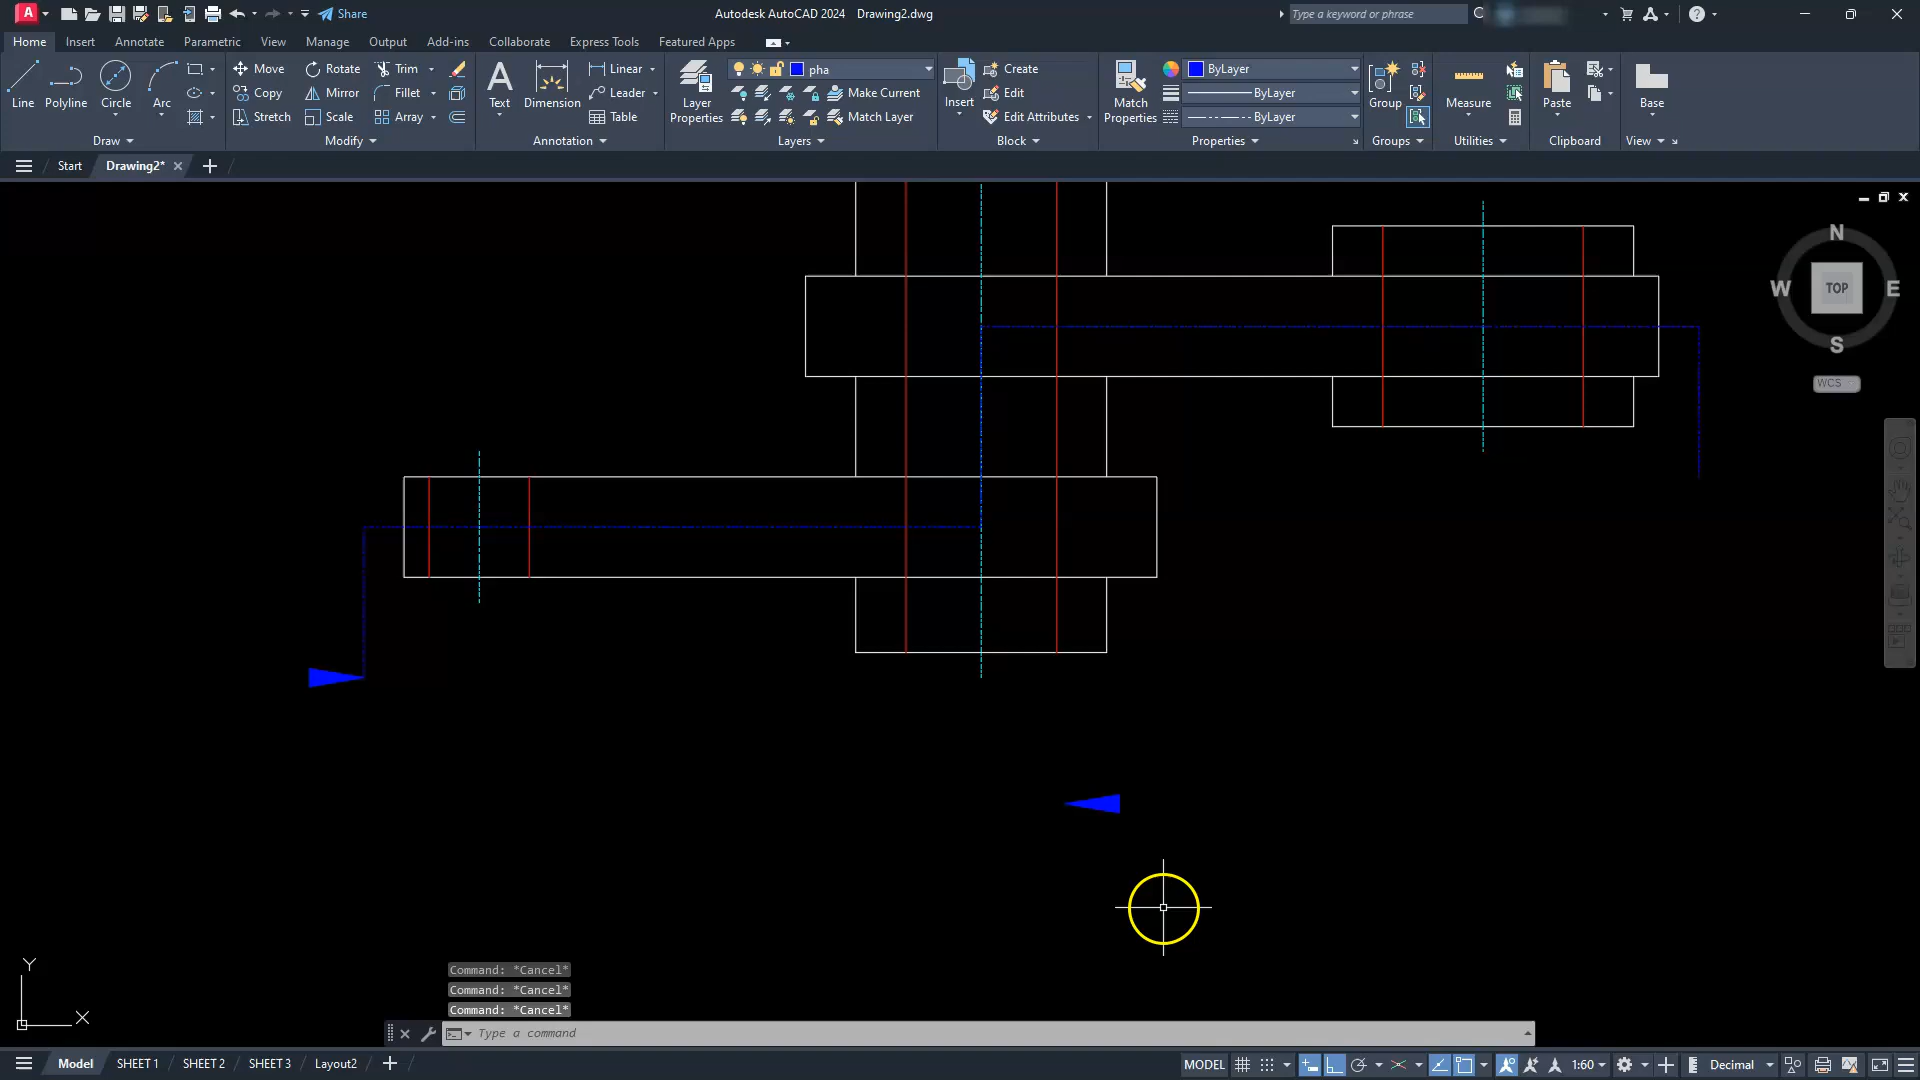 A Share Autodesk AutoCAD 2024 Drawing2.dwg Type a keyword or phrase
Home Insert Annotate Parametric View Manage Output Add-ins Collaborate Express Tools Featured Apps
Line Polyline Circle Arc
Move Rotate Trim
Copy Mirror Fillet
Stretch Scale Array
Text Dimension
Linear
Leader
Table
Layer Properties
pha
Make Current
Match Layer
Insert
Create
Edit
Edit Attributes
Match Properties
ByLayer
ByLayer
ByLayer
Group
Measure
Paste
Base
Draw Modify Annotation Layers Block Properties Groups Utilities Clipboard View
Start Drawing2*
N
W TOP E
S
WCS
Y
X
Command: *Cancel*
Command: *Cancel*
Command: *Cancel*
Type a command
Model SHEET 1 SHEET 2 SHEET 3 Layout2 MODEL 1:60 Decimal